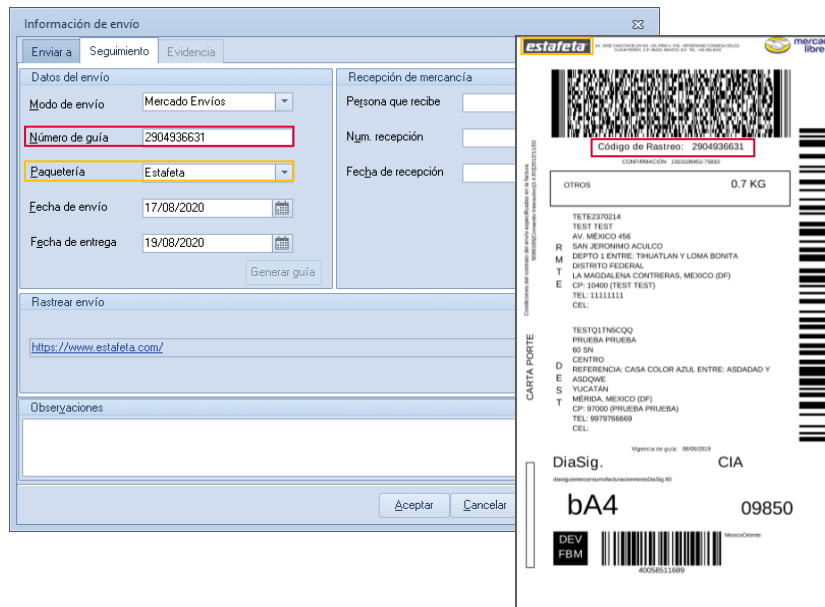 Información de envío
Enviar a
Seguimiento
Evidencia
Datos del envío
Modo de envío
Mercado Envíos
Número de guía
2904936631
Paquetería
Estafeta
Fecha de envío
17/08/2020
Fecha de entrega
19/08/2020
Generar guía
Recepción de mercancía
Persona que recibe
Num. recepción
Fecha de recepción
Rastrear envío
https://www.estafeta.com/
Observaciones
Aceptar
Cancelar
estafeta
mercado
libre
Código de Rastreo: 2904936631
OTROS
0.7 KG
RMTE
TETE2370214
TEST TEST
AV. MÉXICO 456
SAN JERONIMO ACULCO
DEPTO 1 ENTRE: TIHUATLAN Y LOMA BONITA
DISTRITO FEDERAL
LA MAGDALENA CONTRERAS, MEXICO (DF)
CP: 10400 (TEST TEST)
TEL: 11111111
CEL:
DEST
TESTQ1TN5CQQ
PRUEBA PRUEBA
60 SN
CENTRO
REFERENCIA: CASA COLOR AZUL ENTRE: ASDADAD Y
ASDQWE
YUCATÁN
MÉRIDA, MEXICO (DF)
CP: 97000 (PRUEBA PRUEBA)
TEL: 9979766669
CEL:
CARTA PORTE
Vigencia de guía: 08/05/2019
DiaSig.
CIA
bA4
09850
DEV
FBM
MexicoOriente
40058511689